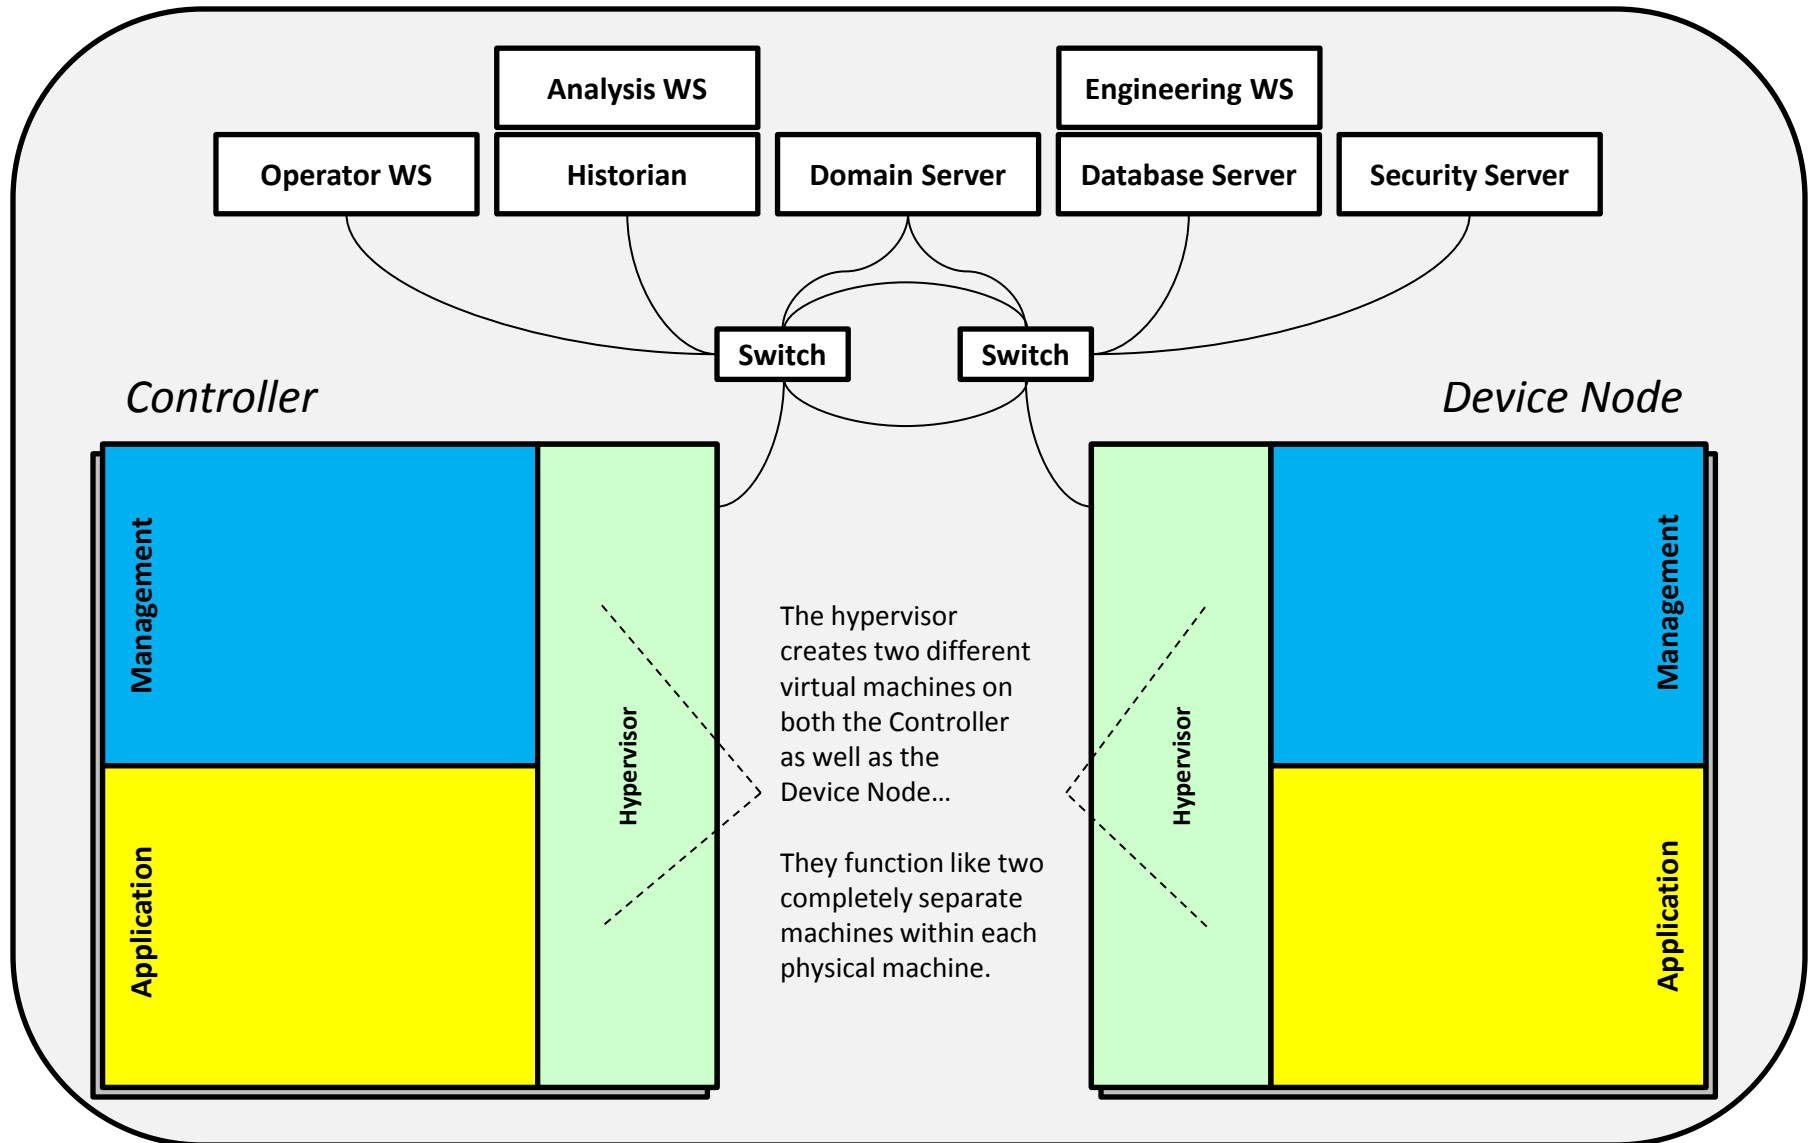 Analysis WS
Engineering WS
Operator WS
Historian
Domain Server
Database Server
Security Server
Switch
Switch
Controller
Device Node
Management
Application
Hypervisor
The hypervisor
creates two different
virtual machines on
both the Controller
as well as the
Device Node…
They function like two
completely separate
machines within each
physical machine.
Hypervisor
Management
Application